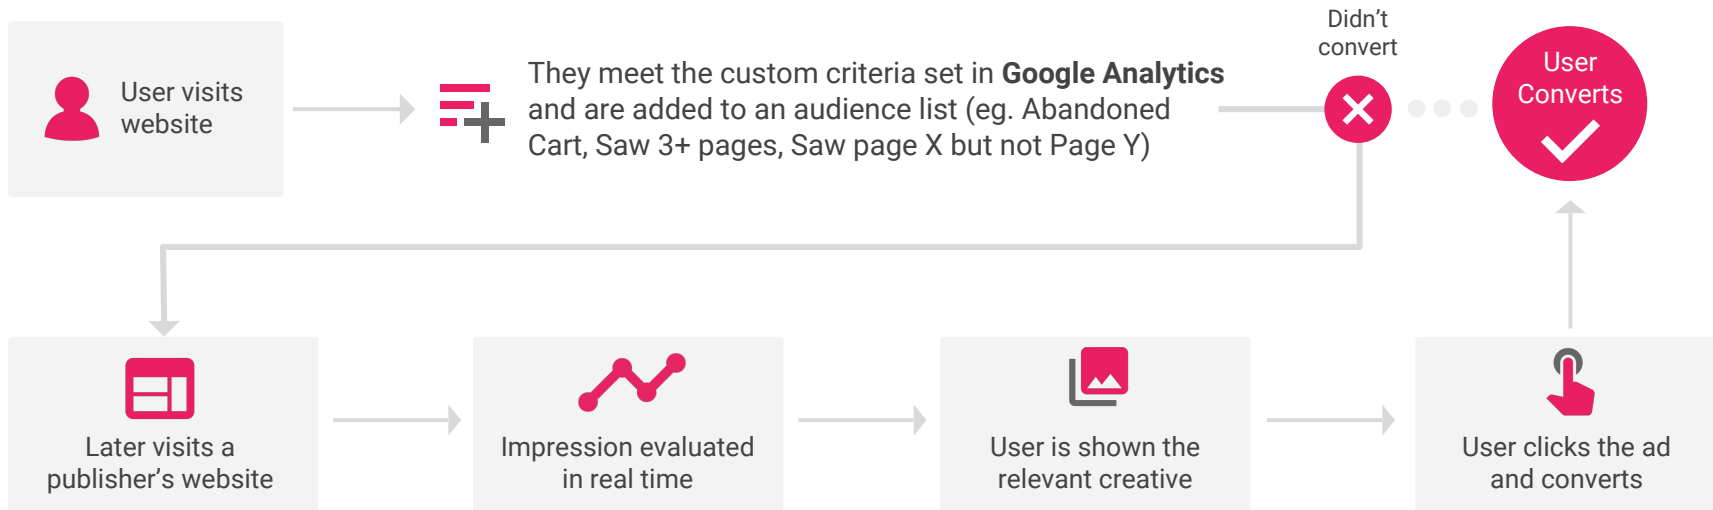 User visits
website
They meet the custom criteria set in Google Analytics
and are added to an audience list (eg. Abandoned
Cart, Saw 3+ pages, Saw page X but not Page Y)
Didn’t
convert
User
Converts
Later visits a
publisher’s website
Impression evaluated
in real time
User is shown the
relevant creative
User clicks the ad
and converts